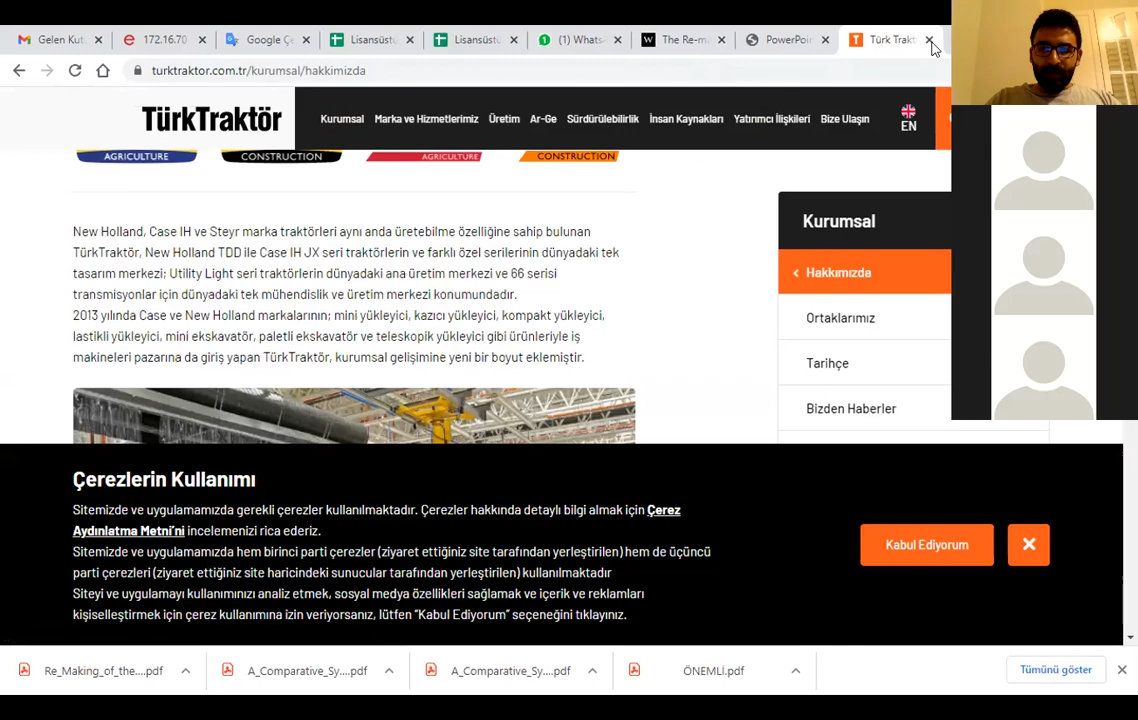 Gelen Kut
172.16.70
Google Çe
Lisansüstü
Lisansüstü
(1) Whats
The Re-m
PowerPoin
Türk Trakt
turktraktor.com.tr/kurumsal/hakkimizda
TürkTraktör
Kurumsal
Marka ve Hizmetlerimiz
Üretim
Ar-Ge
Sürdürülebilirlik
İnsan Kaynakları
Yatırımcı İlişkileri
Bize Ulaşın
EN
AGRICULTURE
CONSTRUCTION
AGRICULTURE
CONSTRUCTION
New Holland, Case IH ve Steyr marka traktörleri aynı anda üretebilme özelliğine sahip bulunan
TürkTraktör, New Holland TDD ile Case IH JX seri traktörlerin ve farklı özel serilerinin dünyadaki tek
tasarım merkezi; Utility Light seri traktörlerin dünyadaki ana üretim merkezi ve 66 serisi
transmisyonlar için dünyadaki tek mühendislik ve üretim merkezi konumundadır.
2013 yılında Case ve New Holland markalarının; mini yükleyici, kazıcı yükleyici, kompakt yükleyici,
lastikli yükleyici, mini ekskavatör, paletli ekskavatör ve teleskopik yükleyici gibi ürünleriyle iş
makineleri pazarına da giriş yapan TürkTraktör, kurumsal gelişimine yeni bir boyut eklemiştir.
Kurumsal
Hakkımızda
Ortaklarımız
Tarihçe
Bizden Haberler
Çerezlerin Kullanımı
Sitemizde ve uygulamamızda gerekli çerezler kullanılmaktadır. Çerezler hakkında detaylı bilgi almak için Çerez
Aydınlatma Metni'ni incelemenizi rica ederiz.
Sitemizde ve uygulamamızda hem birinci parti çerezler (ziyaret ettiğiniz site tarafından yerleştirilen) hem de üçüncü
parti çerezleri (ziyaret ettiğiniz site haricindeki sunucular tarafından yerleştirilen) kullanılmaktadır
Siteyi ve uygulamayı kullanımınızı analiz etmek, sosyal medya özellikleri sağlamak ve içerik ve reklamları
kişiselleştirmek için çerez kullanımına izin veriyorsanız, lütfen "Kabul Ediyorum" seçeneğini tıklayınız.
Kabul Ediyorum
Re_Making_of_the....pdf
A_Comparative_Sy....pdf
A_Comparative_Sy....pdf
ÖNEMLİ.pdf
Tümünü göster